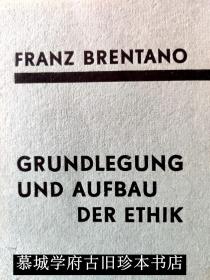 FRANZ BRENTANO
GRUNDLEGUNG
UND AUFBAU
DER ETHIK
慕城学府古旧珍本书店